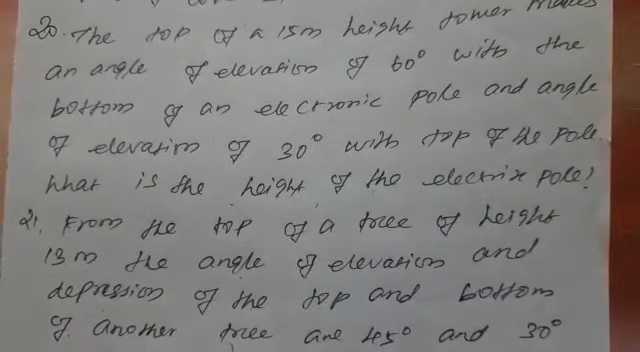 20. The top of a 15m height tower makes
an angle of elevation of 60° with the
bottom of an electronic pole and angle
of elevation of 30° with top of the pole.
What is the height of the electric pole?
21. From the top of a tree of height
13m the angle of elevation and
depression of the top and bottom
of another tree are 45° and 30°